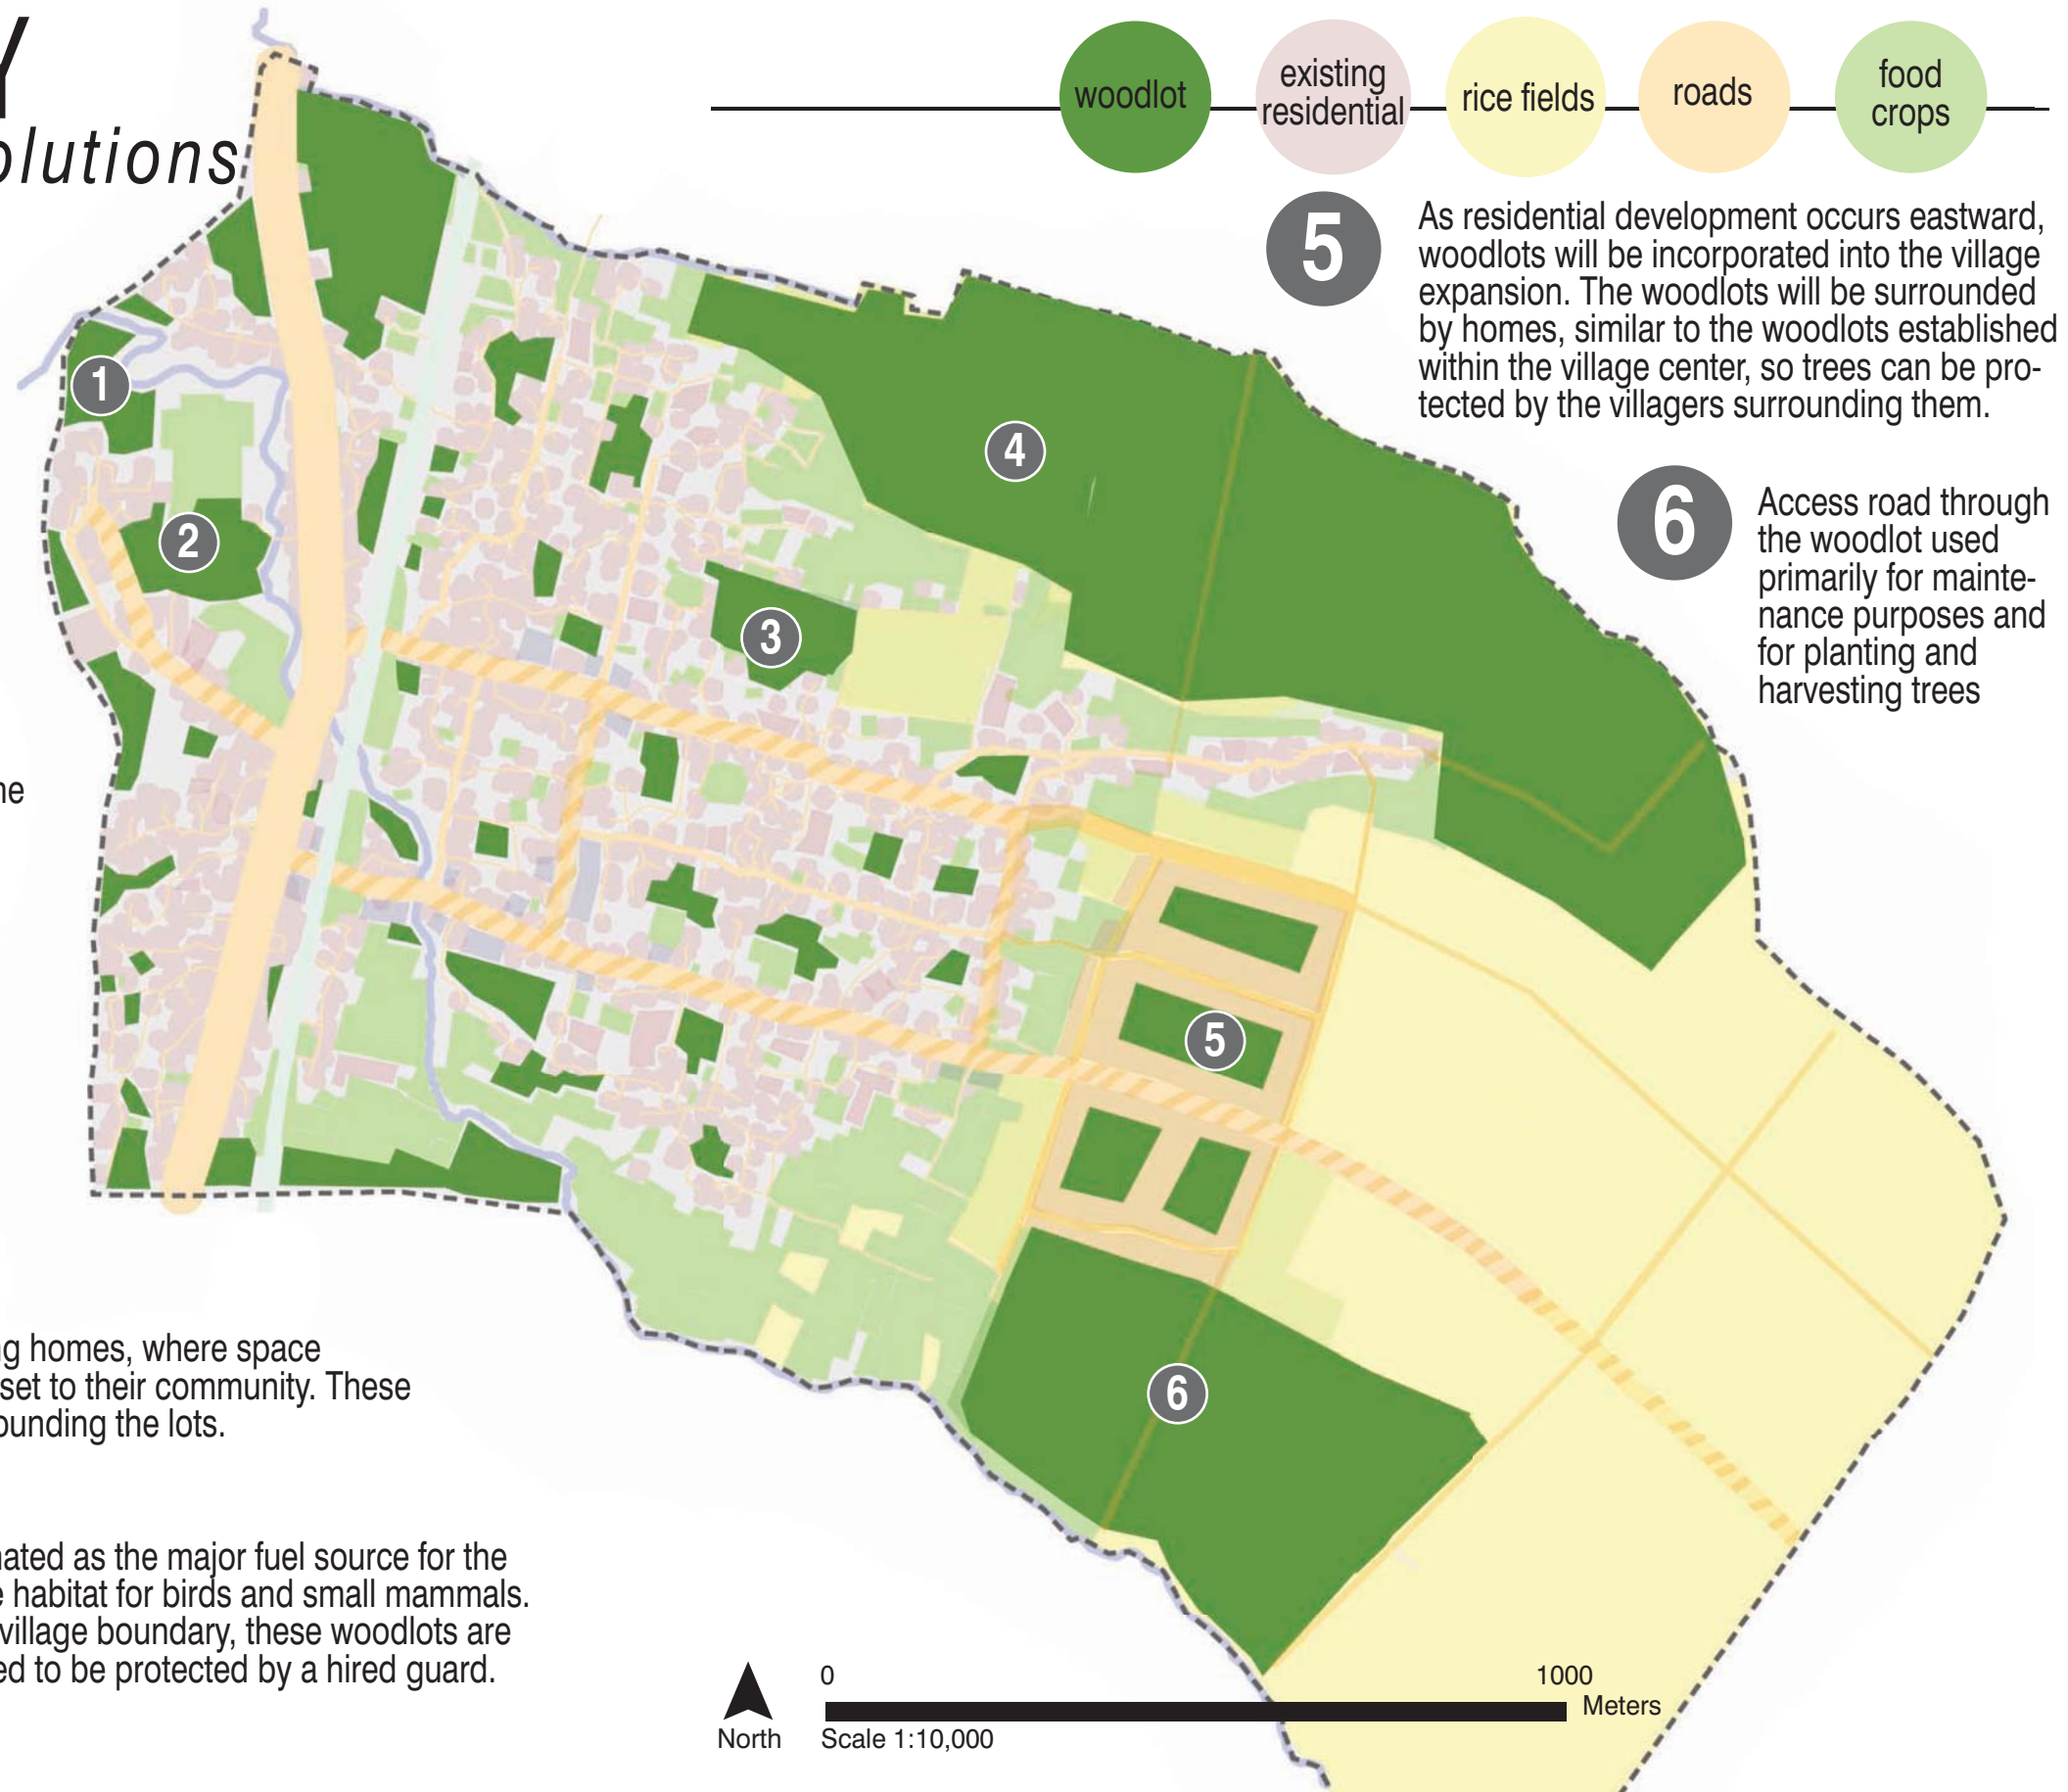 Y
olutions
woodlot
existing
residential
rice fields
roads
food
crops
5
As residential development occurs eastward,
woodlots will be incorporated into the village
expansion. The woodlots will be surrounded
by homes, similar to the woodlots established
within the village center, so trees can be pro-
tected by the villagers surrounding them.
6
Access road through
the woodlot used
primarily for mainte-
nance purposes and
for planting and
harvesting trees
1
2
3
4
5
6
ne
ng homes, where space
set to their community. These
ounding the lots.
nated as the major fuel source for the
e habitat for birds and small mammals.
village boundary, these woodlots are
ed to be protected by a hired guard.
North
0
1000
Meters
Scale 1:10,000